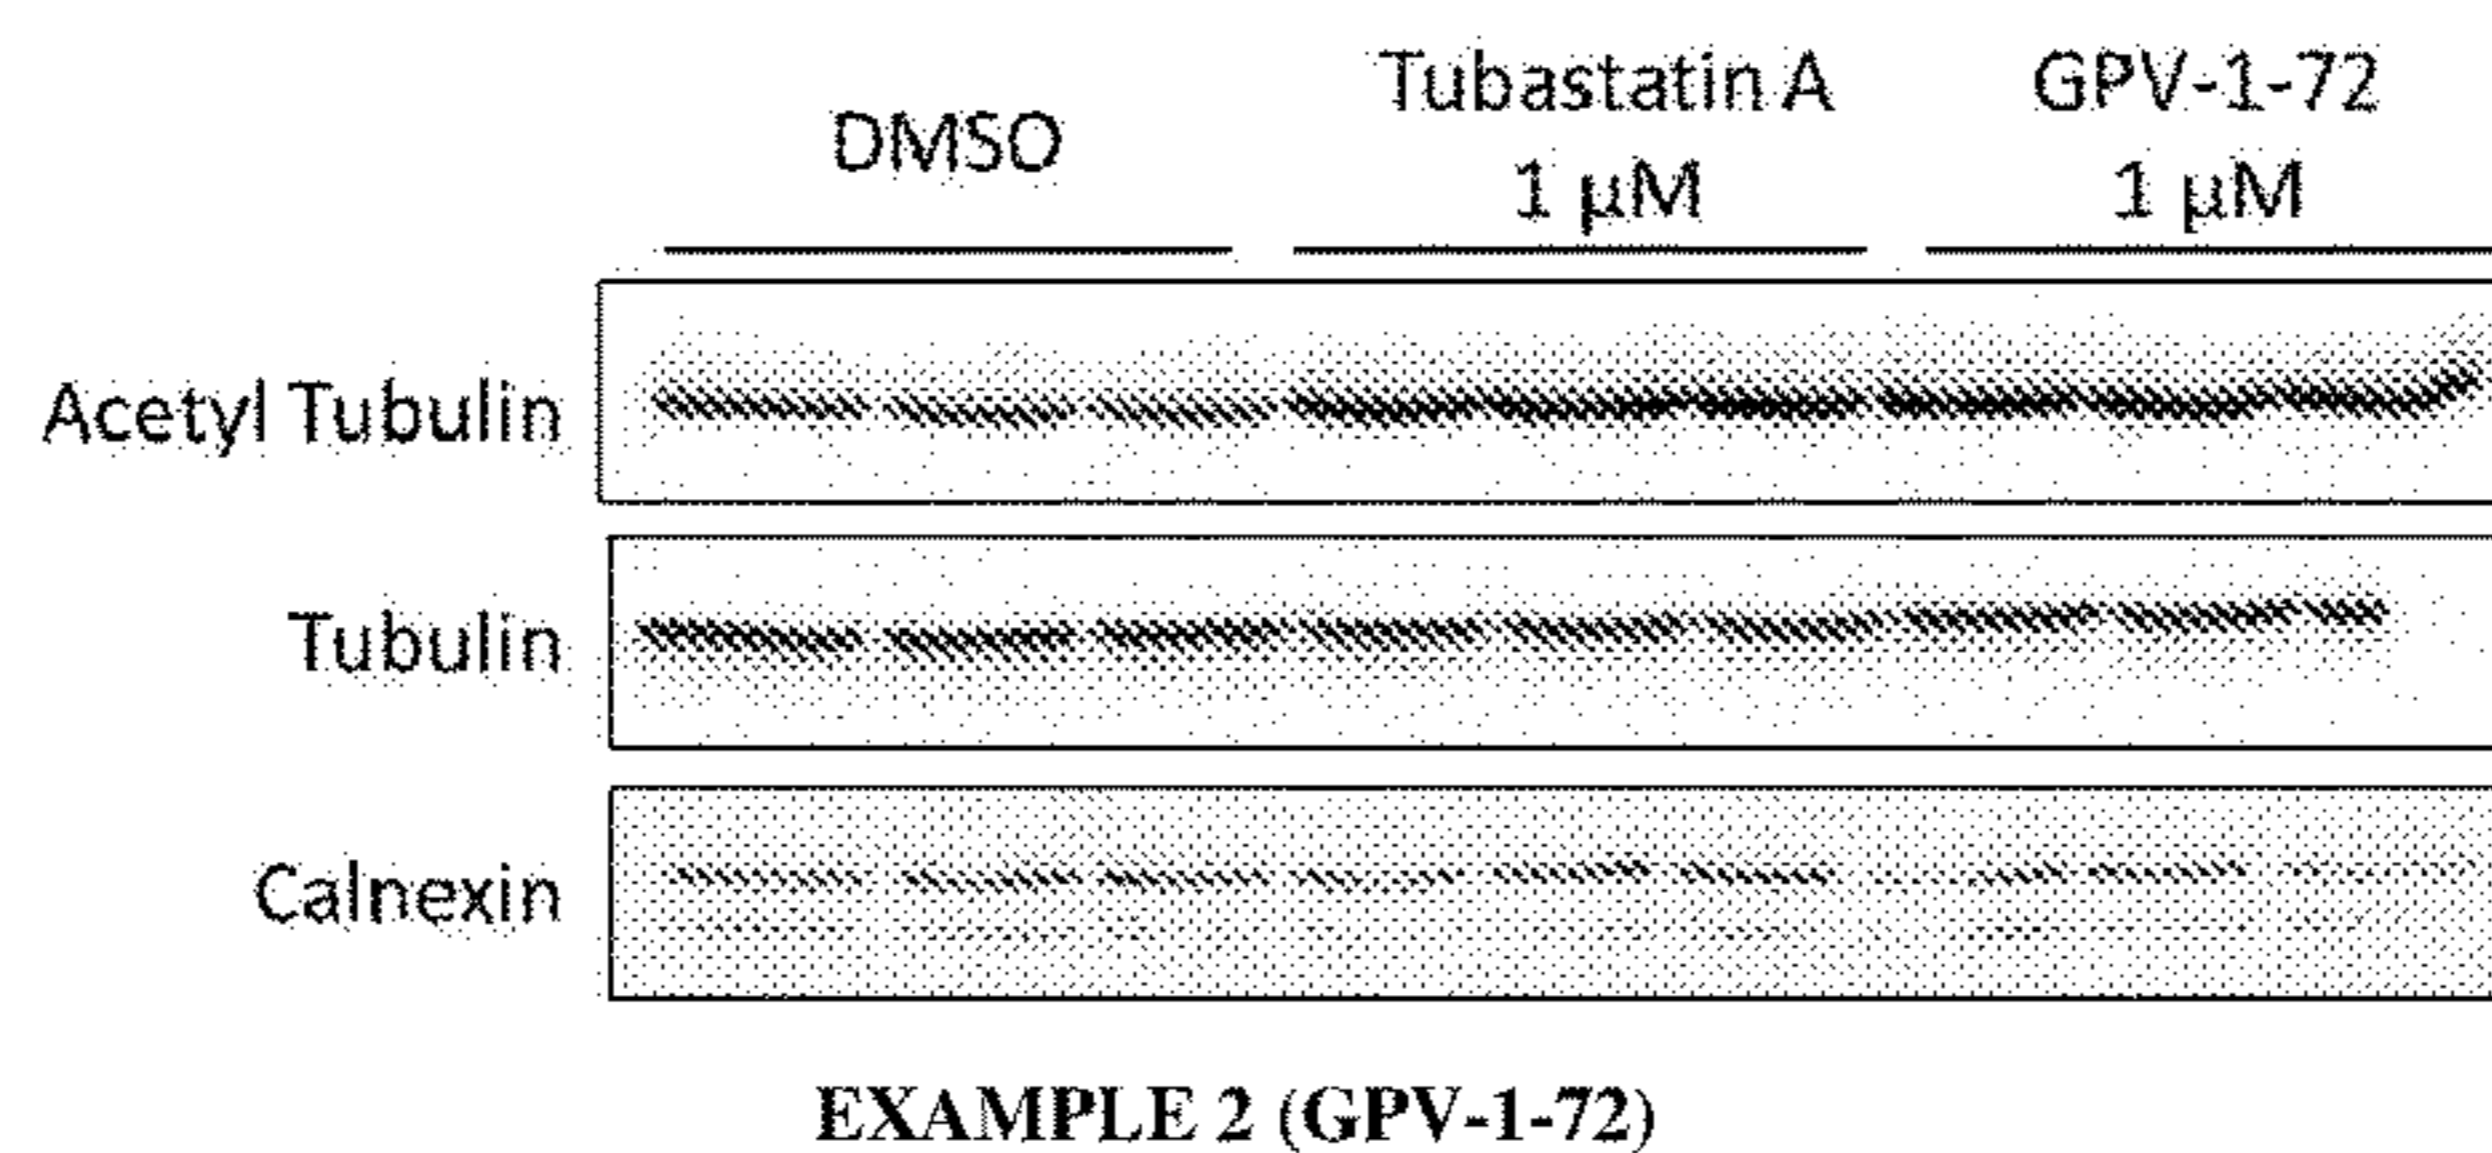 DMSO
Tubastatin A
1 µM
GPV-1-72
1 µM
Acetyl Tubulin
Tubulin
Calnexin
EXAMPLE 2 (GPV-1-72)